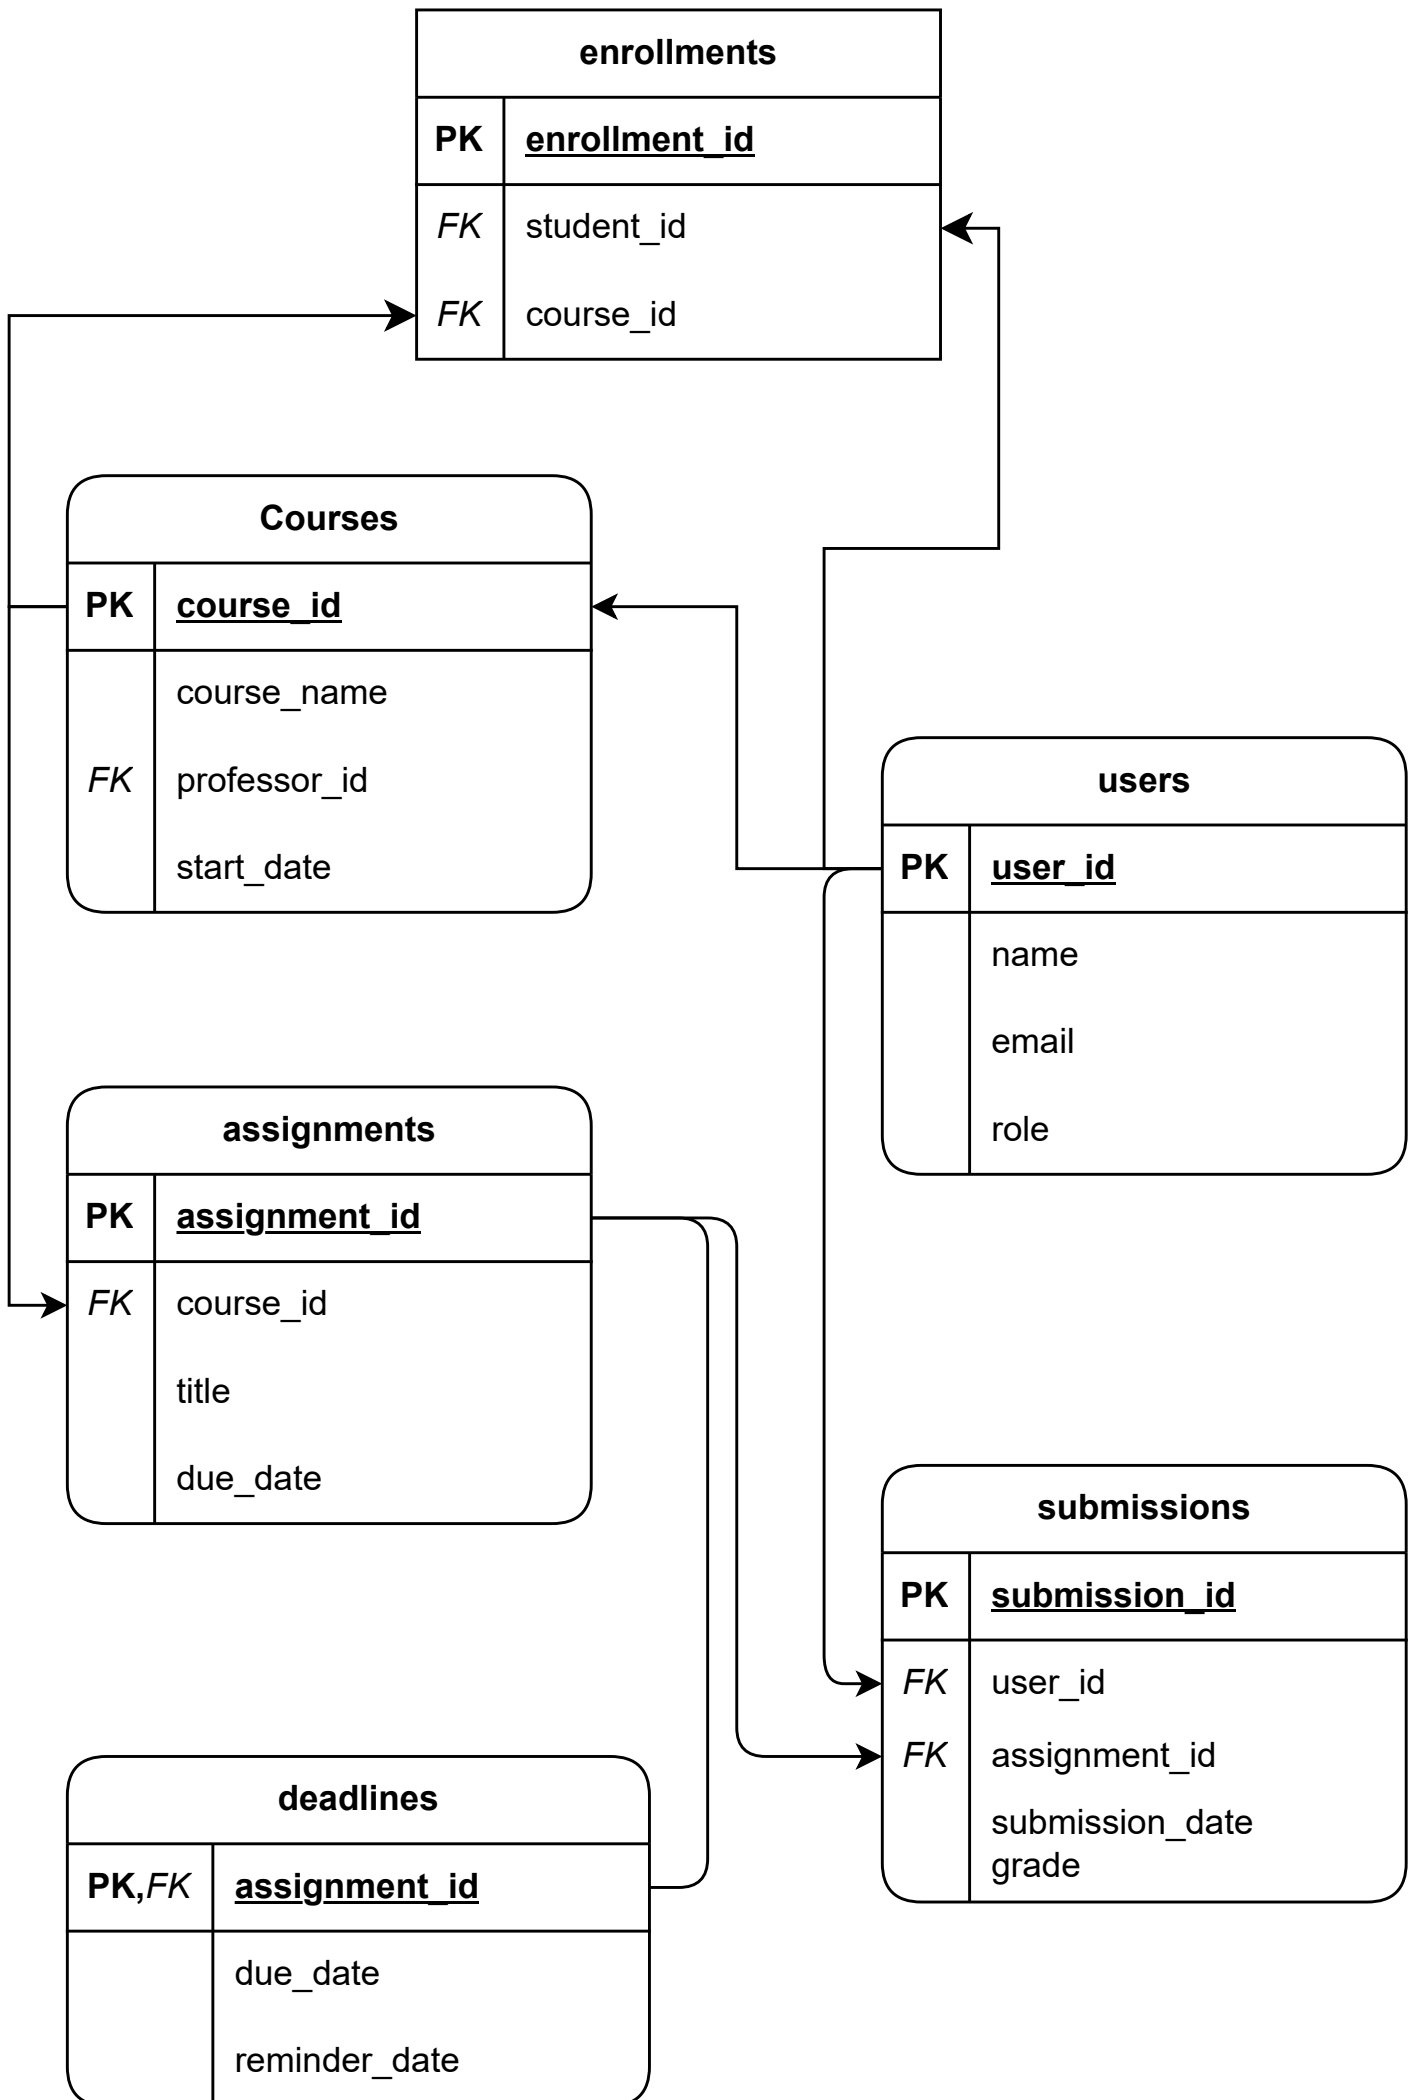 enrollments
PK enrollment_id
FK student_id
FK course_id
Courses
PK course_id
course_name
FK professor_id
start_date
users
PK user_id
name
email
role
assignments
PK assignment_id
FK course_id
title
due_date
submissions
PK submission_id
FK user_id
FK assignment_id
submission_date
grade
deadlines
PK,FK assignment_id
due_date
reminder_date